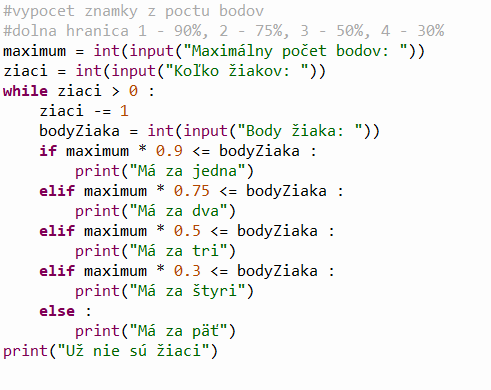 #vypocet znamky z poctu bodov
#dolna hranica 1 - 90%, 2 - 75%, 3 - 50%, 4 - 30%
maximum = int(input("Maximálny počet bodov: "))
ziaci = int(input("Koľko žiakov: "))
while ziaci > 0 :
    ziaci -= 1
    bodyZiaka = int(input("Body žiaka: "))
    if maximum * 0.9 <= bodyZiaka :
        print("Má za jedna")
    elif maximum * 0.75 <= bodyZiaka :
        print("Má za dva")
    elif maximum * 0.5 <= bodyZiaka :
        print("Má za tri")
    elif maximum * 0.3 <= bodyZiaka :
        print("Má za štyri")
    else :
        print("Má za päť")
print("Už nie sú žiaci")